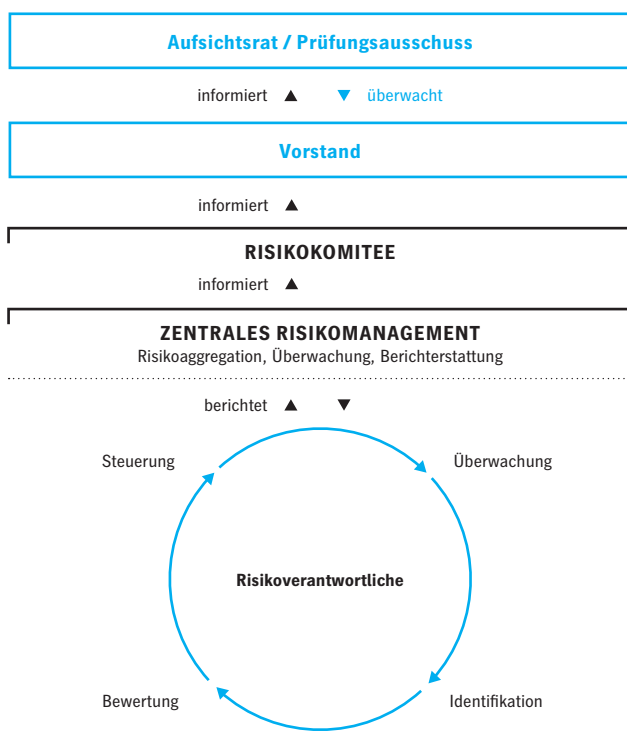 Aufsichtsrat / Prüfungsausschuss
informiert ▲ ▼ überwacht
Vorstand
informiert ▲
RISIKOKOMITEE
informiert ▲
ZENTRALES RISIKOMANAGEMENT
Risikoaggregation, Überwachung, Berichterstattung
berichtet ▲ ▼
Steuerung
Überwachung
Risikoverantwortliche
Bewertung
Identifikation